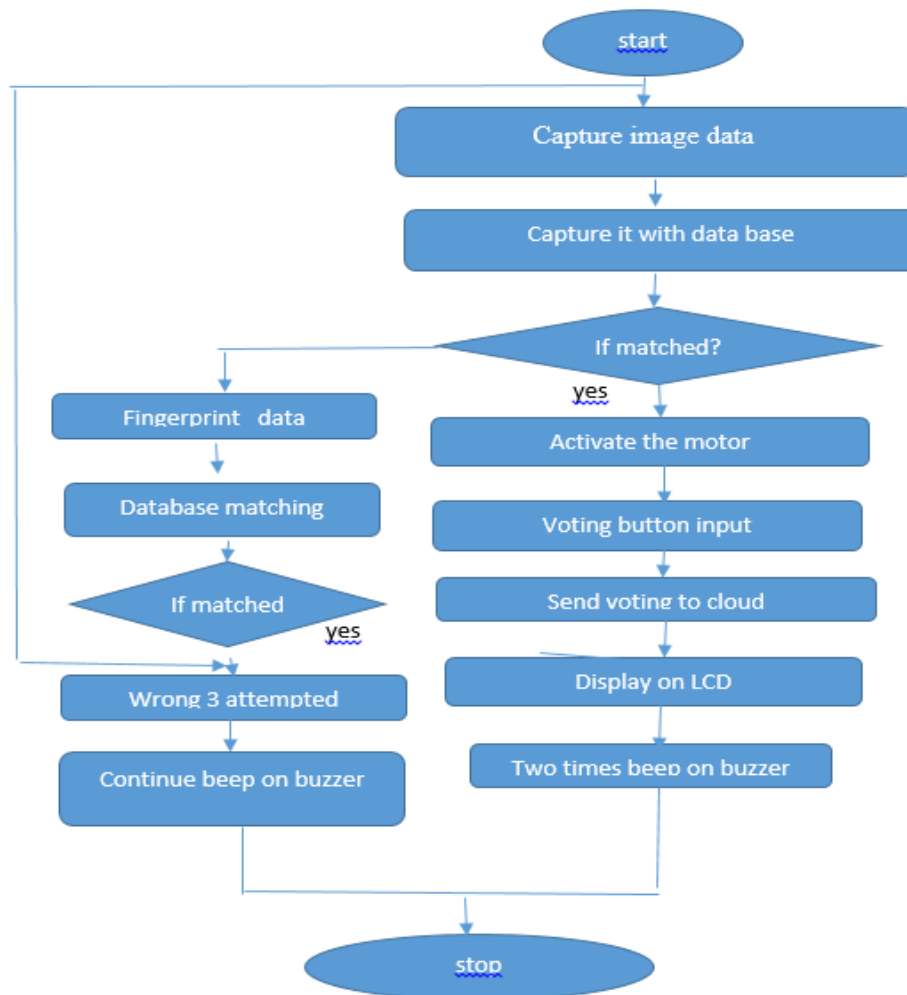 start
Capture image data
Capture it with data base
If matched?
yes
Fingerprint data
Activate the motor
Database matching
Voting button input
If matched
yes
Send voting to cloud
Wrong 3 attempted
Display on LCD
Continue beep on buzzer
Two times beep on buzzer
stop